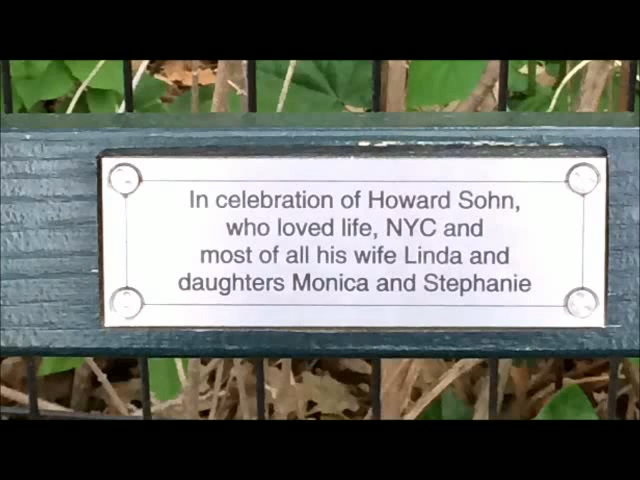 In celebration of Howard Sohn,
who loved life, NYC and
most of all his wife Linda and
daughters Monica and Stephanie